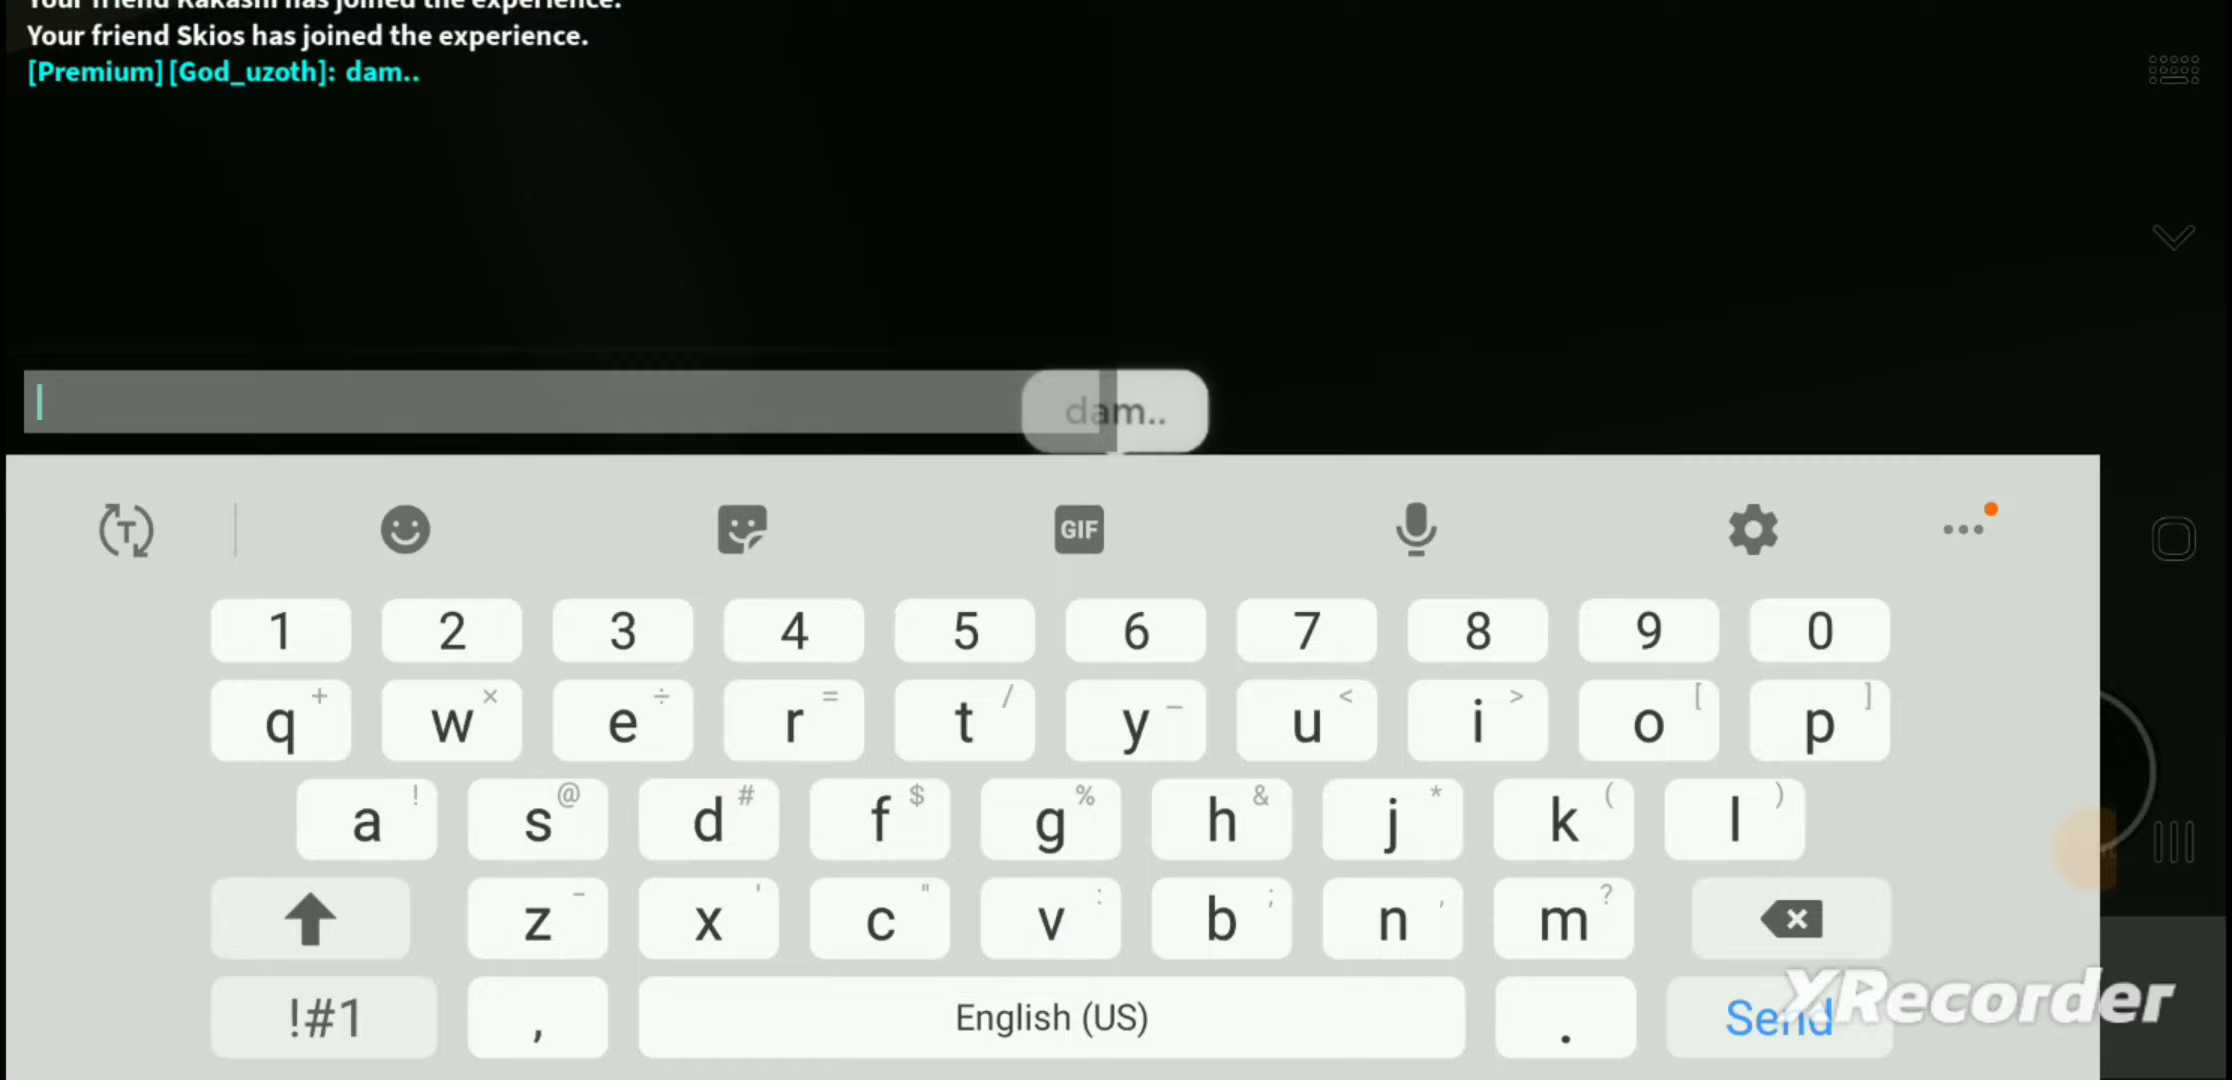 Your friend Kakashi has joined the experience.
Your friend Skios has joined the experience.
[Premium][God_uzoth]: dam..
dam..
GIF
1 2 3 4 5 6 7 8 9 0
q + w × e ÷ r = t / y _ u < i > o [ p ]
a ! s @ d # f $ g % h & j * k ( l )
z - x ' c " v : b ; n , m ?
!#1 , English (US) . Send
XRecorder